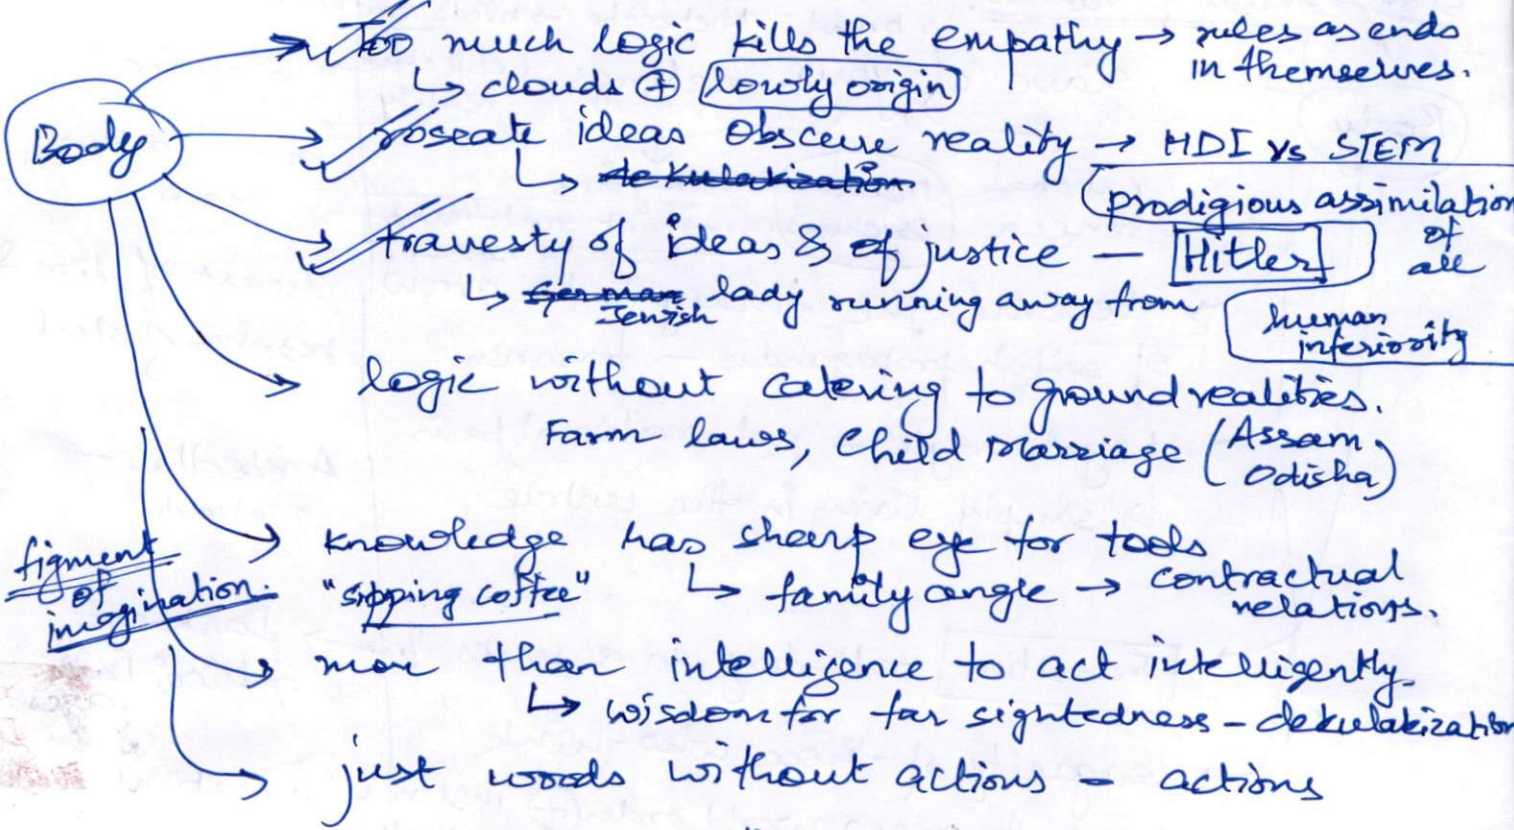 Too much logic kills the empathy → rules as ends
in themselves.
↳ clouds ⊕ lowly origin
Body
roseate ideas obscure reality → HDI vs STEM
↳ dekulakization
prodigious assimilation
of
all
human
inferiority
travesty of ideas & of justice — [Hitler]
↳ German lady running away from
Jewish
logic without catering to ground realities.
Farm laws, Child Marriage (Assam,
Odisha)
knowledge has sharp eye for tools
"sipping coffee" ↳ family angle → contractual
relations.
figment
of
imagination.
more than intelligence to act intelligently
↳ wisdom for far sightedness - dekulakization
just words without actions - actions